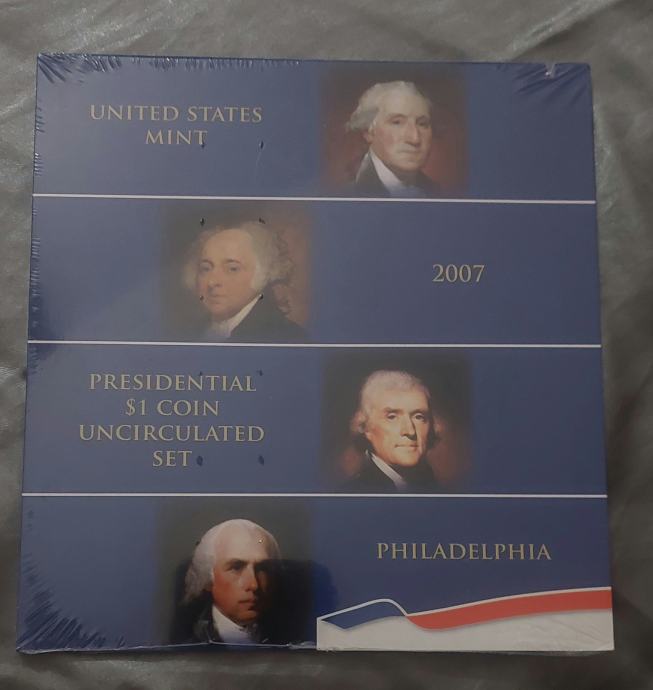 UNITED STATES
MINT
2007
PRESIDENTIAL
$1 COIN
UNCIRCULATED
SET
PHILADELPHIA